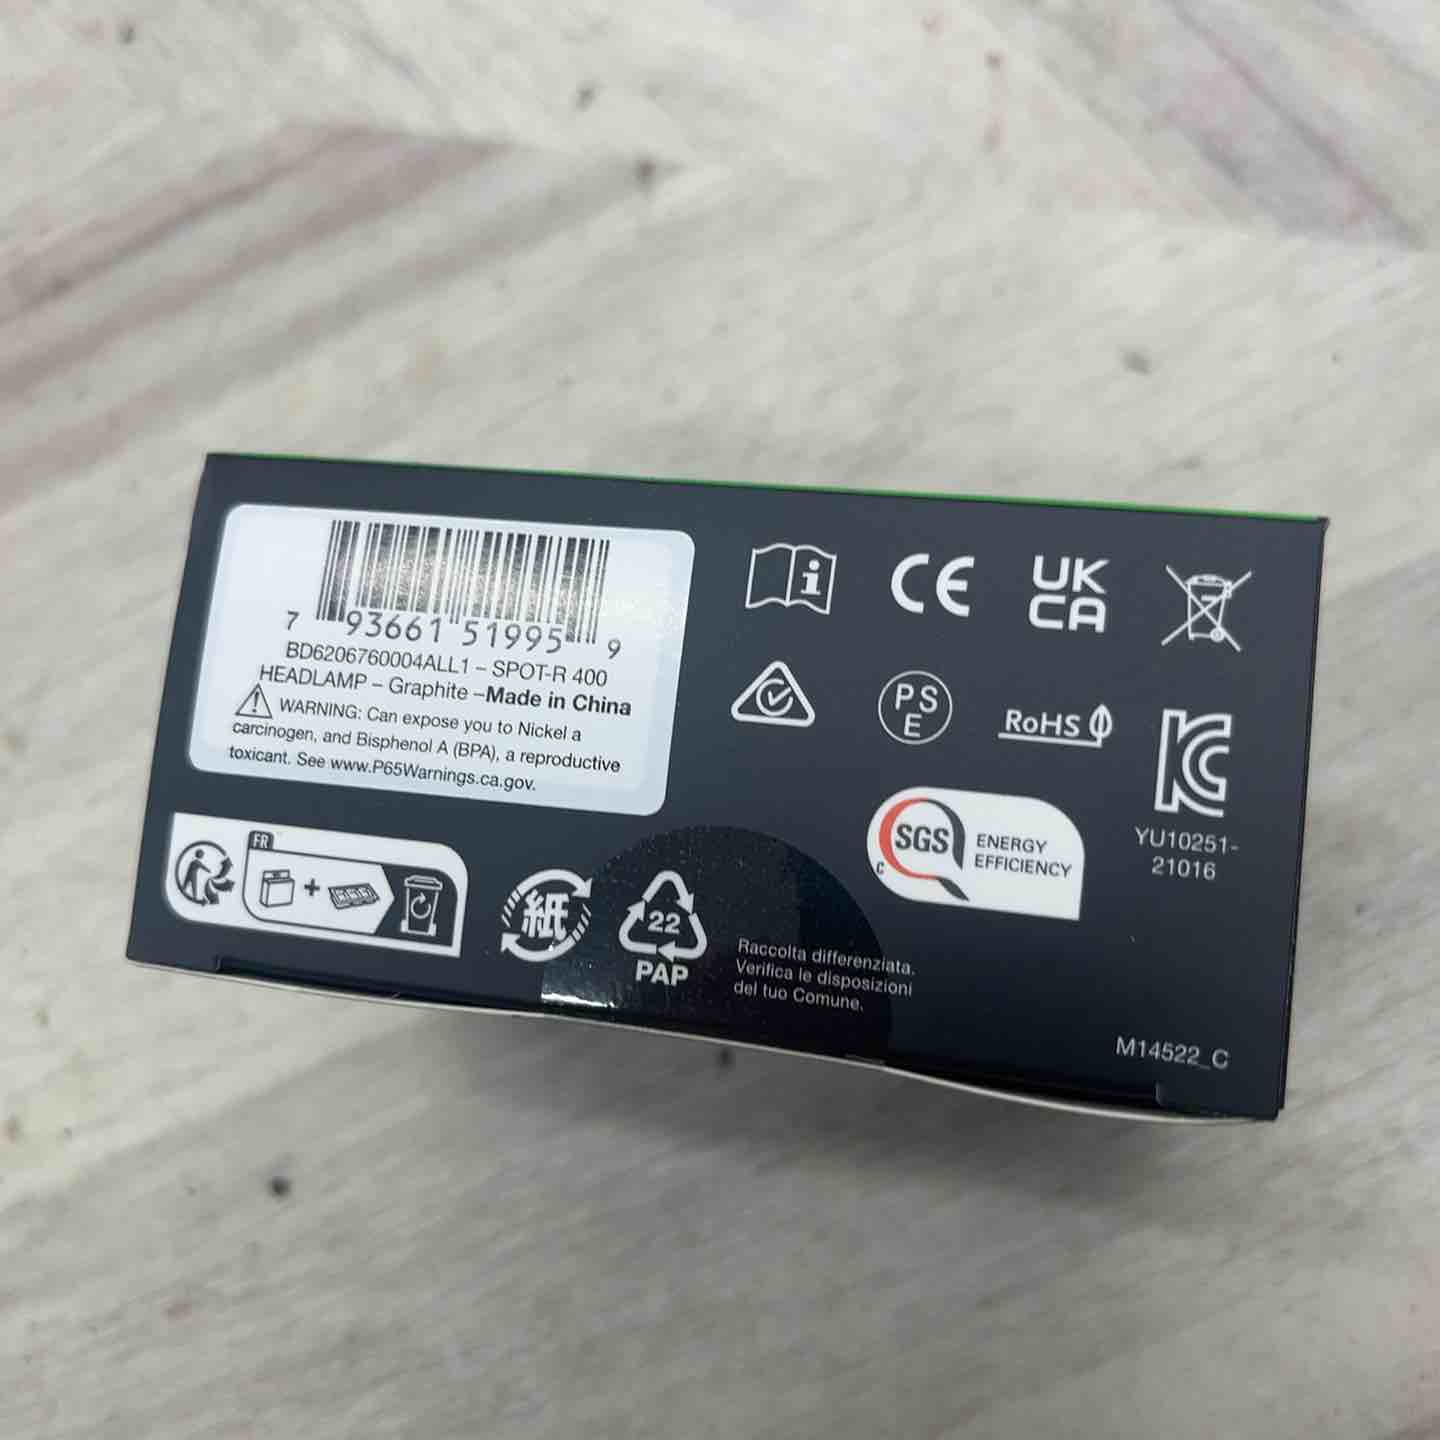 7 93661 51995 9
BD6206760004ALL1 – SPOT-R 400
HEADLAMP – Graphite –Made in China
WARNING: Can expose you to Nickel a
carcinogen, and Bisphenol A (BPA), a reproductive
toxicant. See www.P65Warnings.ca.gov.
CE
UK
CA
PS
E
RoHS
KC
YU10251-
21016
SGS
C
ENERGY
EFFICIENCY
FR
紙
22
PAP
Raccolta differenziata.
Verifica le disposizioni
del tuo Comune.
M14522_C